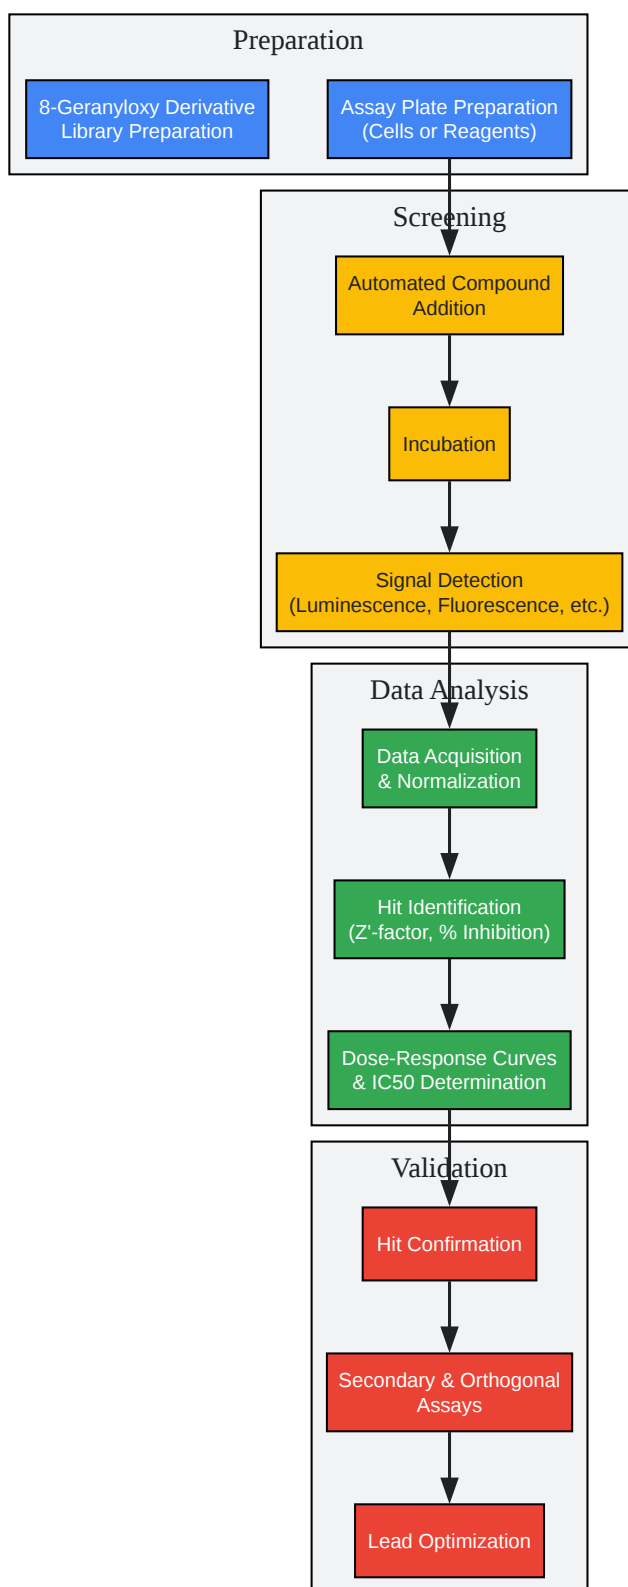 Preparation
8-Geranyloxy Derivative
Library Preparation
Assay Plate Preparation
(Cells or Reagents)
Screening
Automated Compound
Addition
Incubation
Signal Detection
(Luminescence, Fluorescence, etc.)
Data Analysis
Data Acquisition
& Normalization
Hit Identification
(Z'-factor, % Inhibition)
Dose-Response Curves
& IC50 Determination
Validation
Hit Confirmation
Secondary & Orthogonal
Assays
Lead Optimization